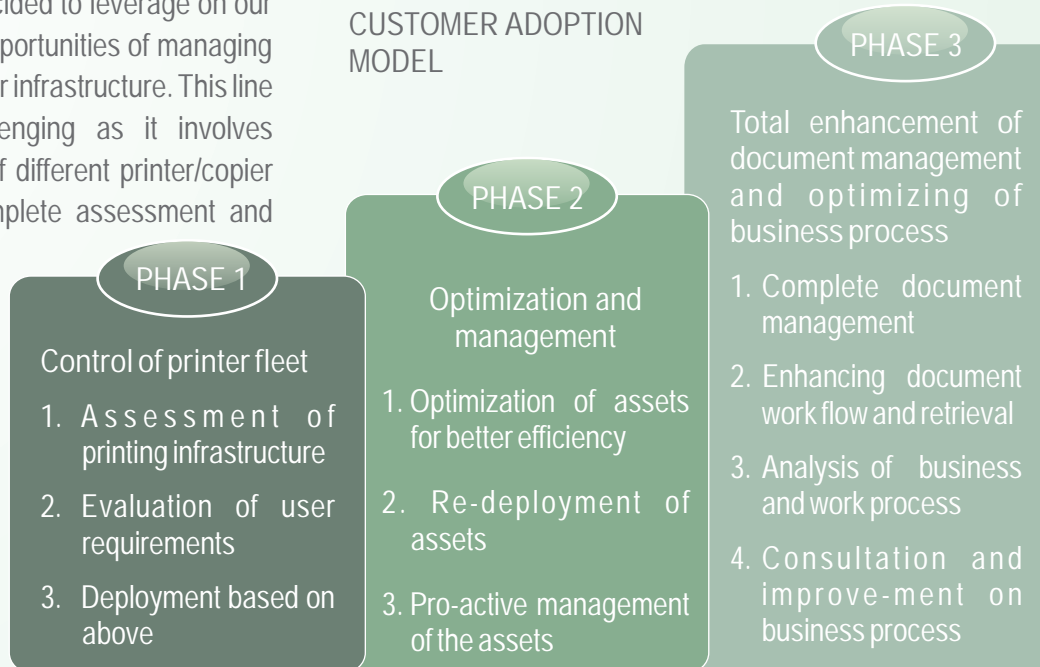 cided to leverage on our
portunities of managing
r infrastructure. This line
enging as it involves
f different printer/copier
mplete assessment and
CUSTOMER ADOPTION
MODEL
PHASE 1
Control of printer fleet
1. Assessment of
printing infrastructure
2. Evaluation of user
requirements
3. Deployment based on
above
PHASE 2
Optimization and
management
1. Optimization of assets
for better efficiency
2. Re-deployment of
assets
3. Pro-active management
of the assets
PHASE 3
Total enhancement of
document management
and optimizing of
business process
1. Complete document
management
2. Enhancing document
work flow and retrieval
3. Analysis of business
and work process
4. Consultation and
improve-ment on
business process